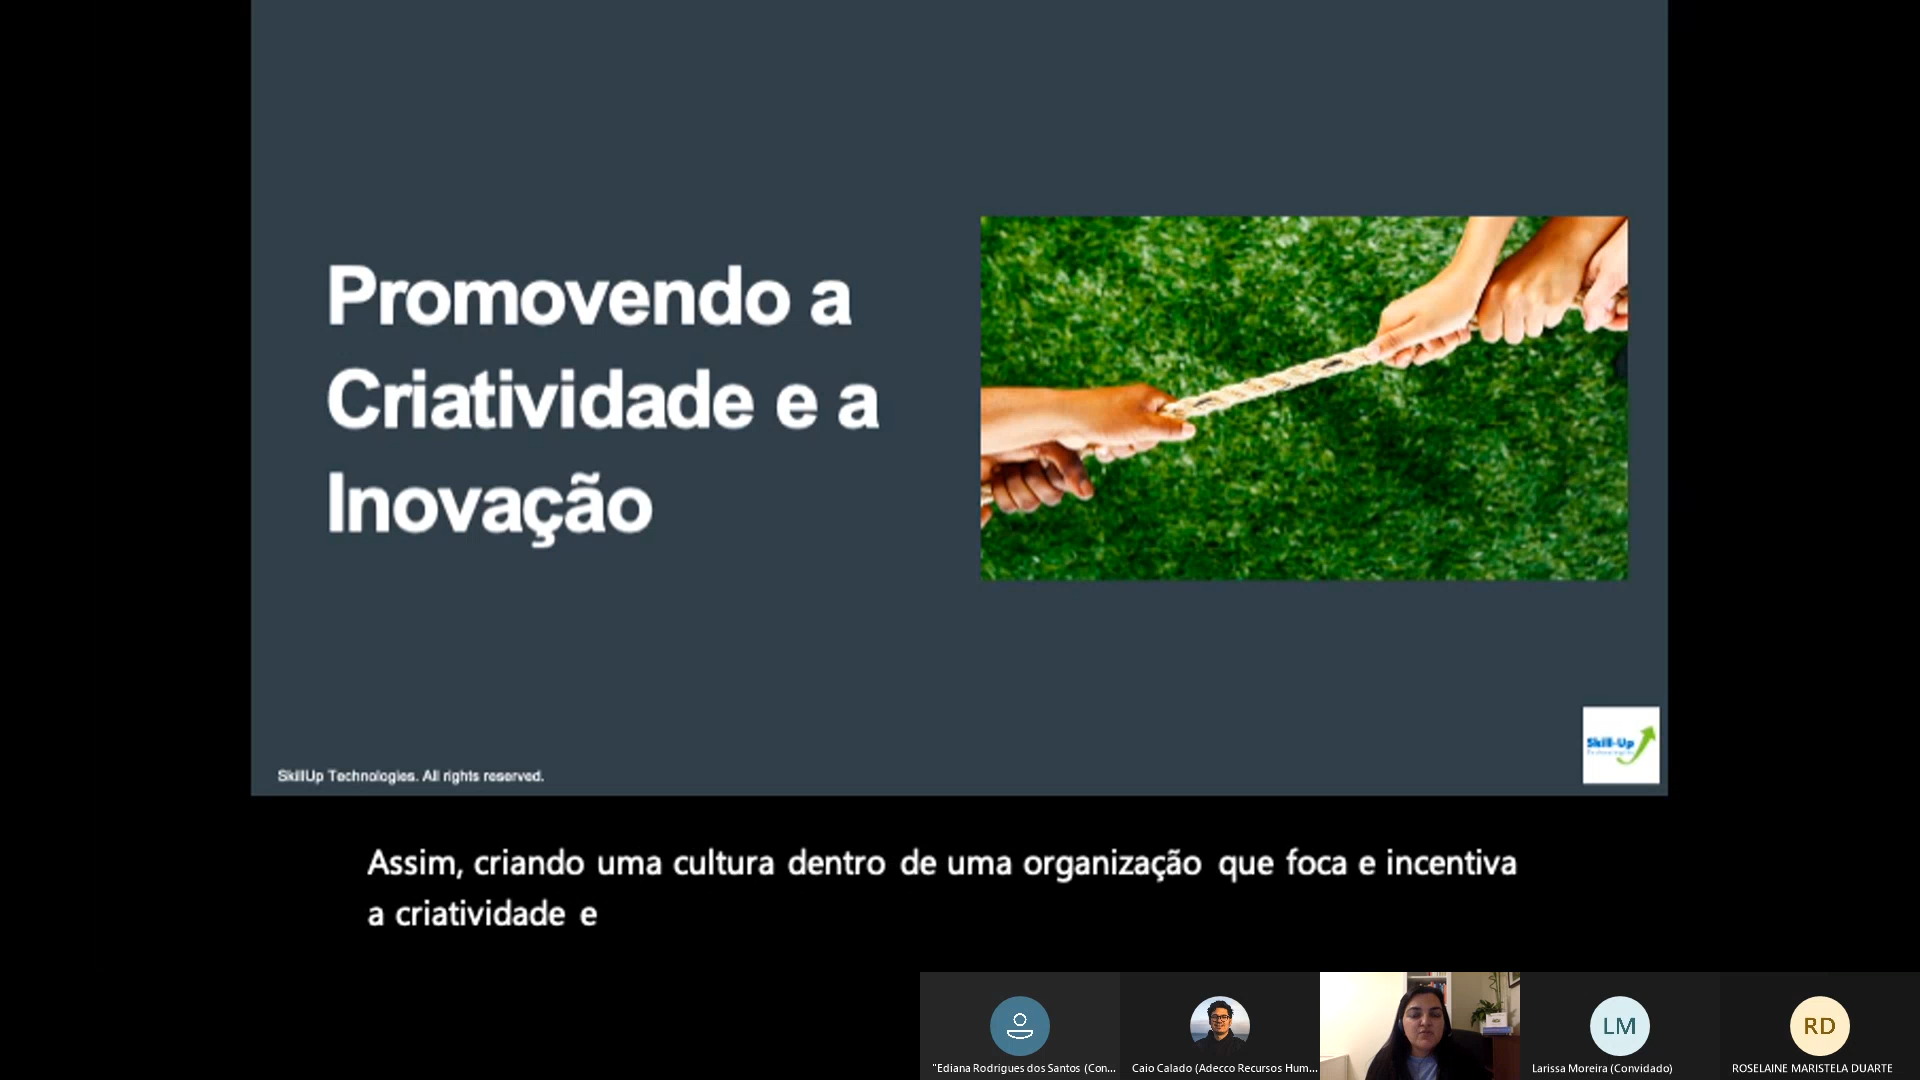 Promovendo a
Criatividade e a
Inovação
Skill-Up
SkillUp Technologies. All rights reserved.
Assim, criando uma cultura dentro de uma organização que foca e incentiva
a criatividade e
LM
RD
"Ediana Rodrigues dos Santos (Con...
Caio Calado (Adecco Recursos Hum...
Larissa Moreira (Convidado)
ROSELAINE MARISTELA DUARTE